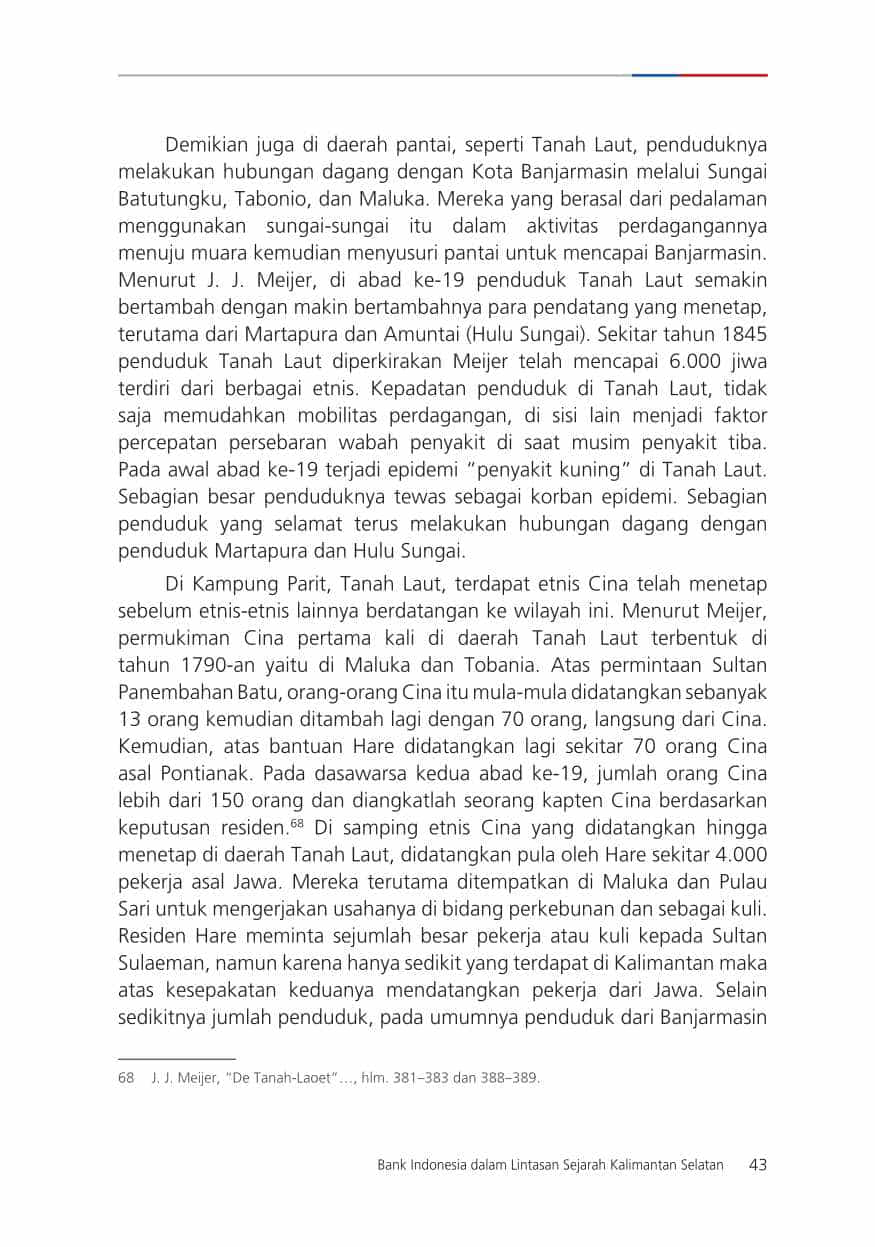 Demikian juga di daerah pantai, seperti Tanah Laut, penduduknya
melakukan hubungan dagang dengan Kota Banjarmasin melalui Sungai
Batutungku, Tabonio, dan Maluka. Mereka yang berasal dari pedalaman
menggunakan sungai-sungai itu dalam aktivitas perdagangannya
menuju muara kemudian menyusuri pantai untuk mencapai Banjarmasin.
Menurut J. J. Meijer, di abad ke-19 penduduk Tanah Laut semakin
bertambah dengan makin bertambahnya para pendatang yang menetap,
terutama dari Martapura dan Amuntai (Hulu Sungai). Sekitar tahun 1845
penduduk Tanah Laut diperkirakan Meijer telah mencapai 6.000 jiwa
terdiri dari berbagai etnis. Kepadatan penduduk di Tanah Laut, tidak
saja memudahkan mobilitas perdagangan, di sisi lain menjadi faktor
percepatan persebaran wabah penyakit di saat musim penyakit tiba.
Pada awal abad ke-19 terjadi epidemi “penyakit kuning” di Tanah Laut.
Sebagian besar penduduknya tewas sebagai korban epidemi. Sebagian
penduduk yang selamat terus melakukan hubungan dagang dengan
penduduk Martapura dan Hulu Sungai.
Di Kampung Parit, Tanah Laut, terdapat etnis Cina telah menetap
sebelum etnis-etnis lainnya berdatangan ke wilayah ini. Menurut Meijer,
permukiman Cina pertama kali di daerah Tanah Laut terbentuk di
tahun 1790-an yaitu di Maluka dan Tobania. Atas permintaan Sultan
Panembahan Batu, orang-orang Cina itu mula-mula didatangkan sebanyak
13 orang kemudian ditambah lagi dengan 70 orang, langsung dari Cina.
Kemudian, atas bantuan Hare didatangkan lagi sekitar 70 orang Cina
asal Pontianak. Pada dasawarsa kedua abad ke-19, jumlah orang Cina
lebih dari 150 orang dan diangkatlah seorang kapten Cina berdasarkan
keputusan residen.⁶⁸ Di samping etnis Cina yang didatangkan hingga
menetap di daerah Tanah Laut, didatangkan pula oleh Hare sekitar 4.000
pekerja asal Jawa. Mereka terutama ditempatkan di Maluka dan Pulau
Sari untuk mengerjakan usahanya di bidang perkebunan dan sebagai kuli.
Residen Hare meminta sejumlah besar pekerja atau kuli kepada Sultan
Sulaeman, namun karena hanya sedikit yang terdapat di Kalimantan maka
atas kesepakatan keduanya mendatangkan pekerja dari Jawa. Selain
sedikitnya jumlah penduduk, pada umumnya penduduk dari Banjarmasin
68 J. J. Meijer, “De Tanah-Laoet”…, hlm. 381–383 dan 388–389.
Bank Indonesia dalam Lintasan Sejarah Kalimantan Selatan 43